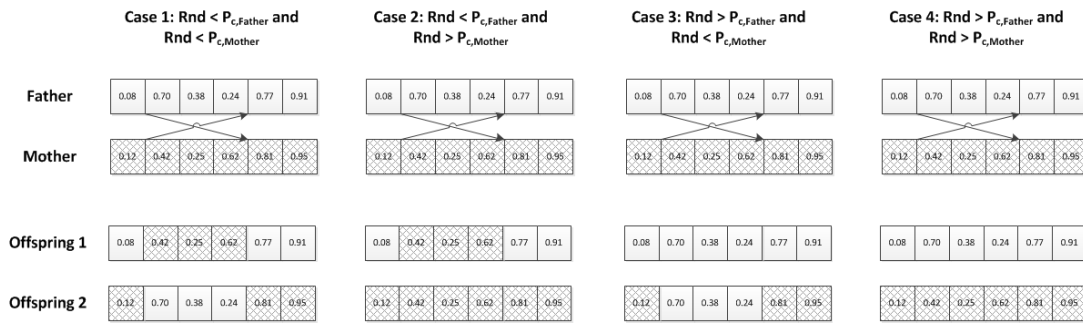 Case 1: Rnd < Pc,Father and
Rnd < Pc,Mother
Case 2: Rnd < Pc,Father and
Rnd > Pc,Mother
Case 3: Rnd > Pc,Father and
Rnd < Pc,Mother
Case 4: Rnd > Pc,Father and
Rnd > Pc,Mother
Father 0.08 0.70 0.38 0.24 0.77 0.91 0.08 0.70 0.38 0.24 0.77 0.91 0.08 0.70 0.38 0.24 0.77 0.91 0.08 0.70 0.38 0.24 0.77 0.91
Mother 0.12 0.42 0.25 0.62 0.81 0.95 0.12 0.42 0.25 0.62 0.81 0.95 0.12 0.42 0.25 0.62 0.81 0.95 0.12 0.42 0.25 0.62 0.81 0.95
Offspring 1 0.08 0.42 0.25 0.62 0.77 0.91 0.08 0.42 0.25 0.62 0.77 0.91 0.08 0.70 0.38 0.24 0.77 0.91 0.08 0.70 0.38 0.24 0.77 0.91
Offspring 2 0.12 0.70 0.38 0.24 0.81 0.95 0.12 0.42 0.25 0.62 0.81 0.95 0.12 0.70 0.38 0.24 0.81 0.95 0.12 0.42 0.25 0.62 0.81 0.95